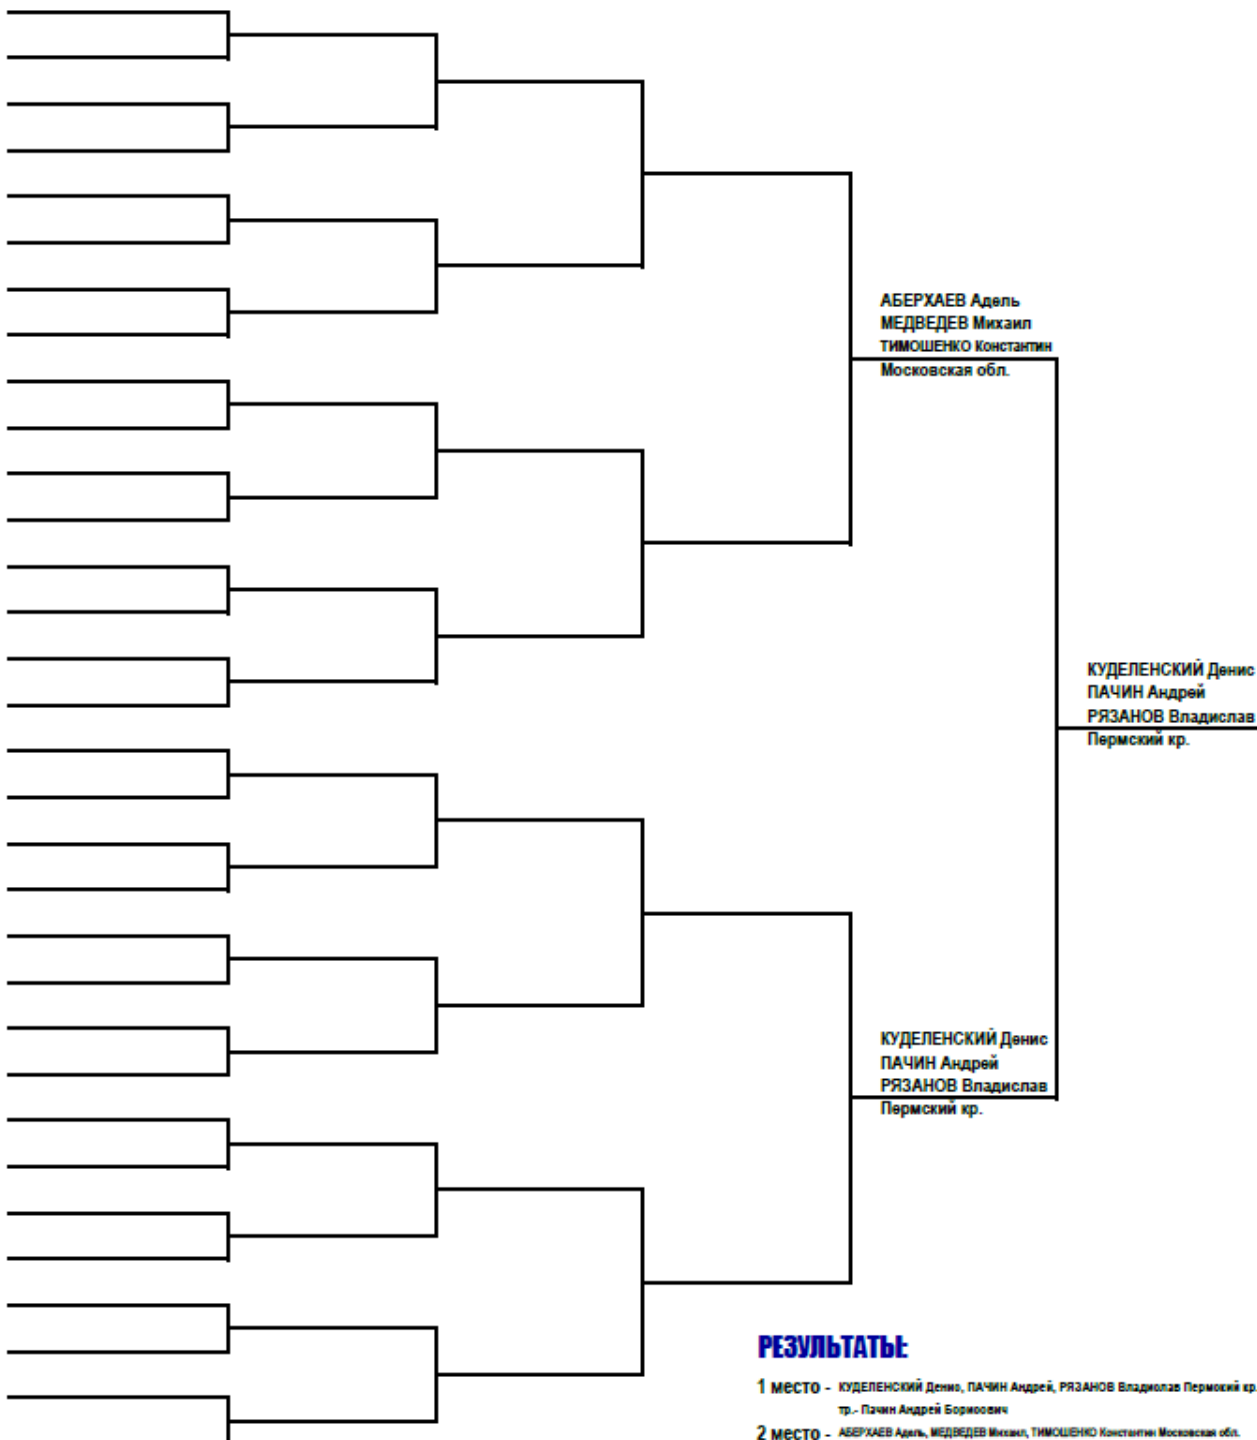 АБЕРХАЕВ Адель
МЕДВЕДЕВ Михаил
ТИМОШЕНКО Константин
Московская обл.
КУДЕЛЕНСКИЙ Денис
ПАЧИН Андрей
РЯЗАНОВ Владислав
Пермский кр.
КУДЕЛЕНСКИЙ Денис
ПАЧИН Андрей
РЯЗАНОВ Владислав
Пермский кр.
РЕЗУЛЬТАТЫ:
1 место - КУДЕЛЕНСКИЙ Денис, ПАЧИН Андрей, РЯЗАНОВ Владислав Пермский кр.
тр.- Пачин Андрей Борисович
2 место - АБЕРХАЕВ Адель, МЕДВЕДЕВ Михаил, ТИМОШЕНКО Константин Московская обл.